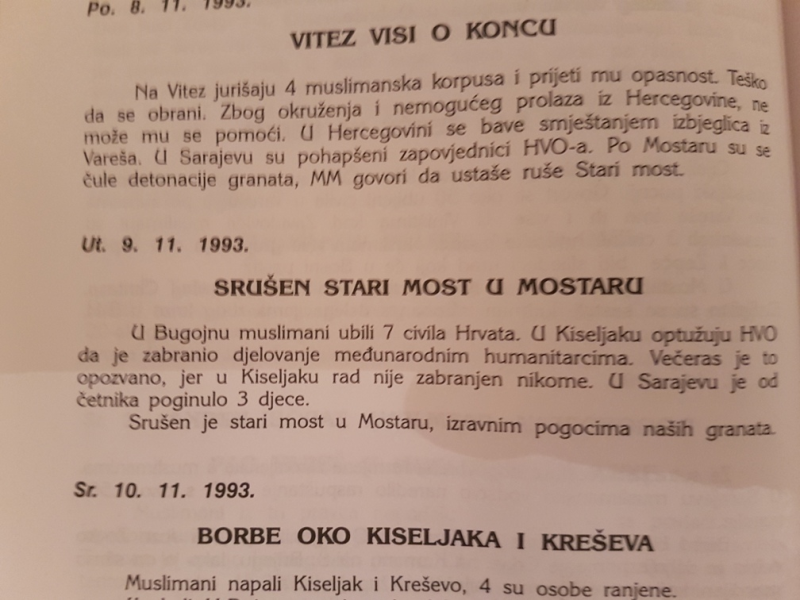 Po. 8. 11. 1993.
VITEZ VISI O KONCU
Na Vitez jurišaju 4 muslimanska korpusa i prijeti mu opasnost. Teško
da se obrani. Zbog okruženja i nemogućeg prolaza iz Hercegovine, ne
može mu se pomoći. U Hercegovini se bave smještanjem izbjeglica iz
Vareša. U Sarajevu su pohapšeni zapovjednici HVO-a. Po Mostaru su se
čule detonacije granata, MM govori da ustaše ruše Stari most.
Ut. 9. 11. 1993.
SRUŠEN STARI MOST U MOSTARU
U Bugojnu muslimani ubili 7 civila Hrvata. U Kiseljaku optužuju HVO
da je zabranio djelovanje međunarodnim humanitarcima. Večeras je to
opozvano, jer u Kiseljaku rad nije zabranjen nikome. U Sarajevu je od
četnika poginulo 3 djece.
Srušen je stari most u Mostaru, izravnim pogocima naših granata.
Sr. 10. 11. 1993.
BORBE OKO KISELJAKA I KREŠEVA
Muslimani napali Kiseljak i Kreševo, 4 su osobe ranjene.